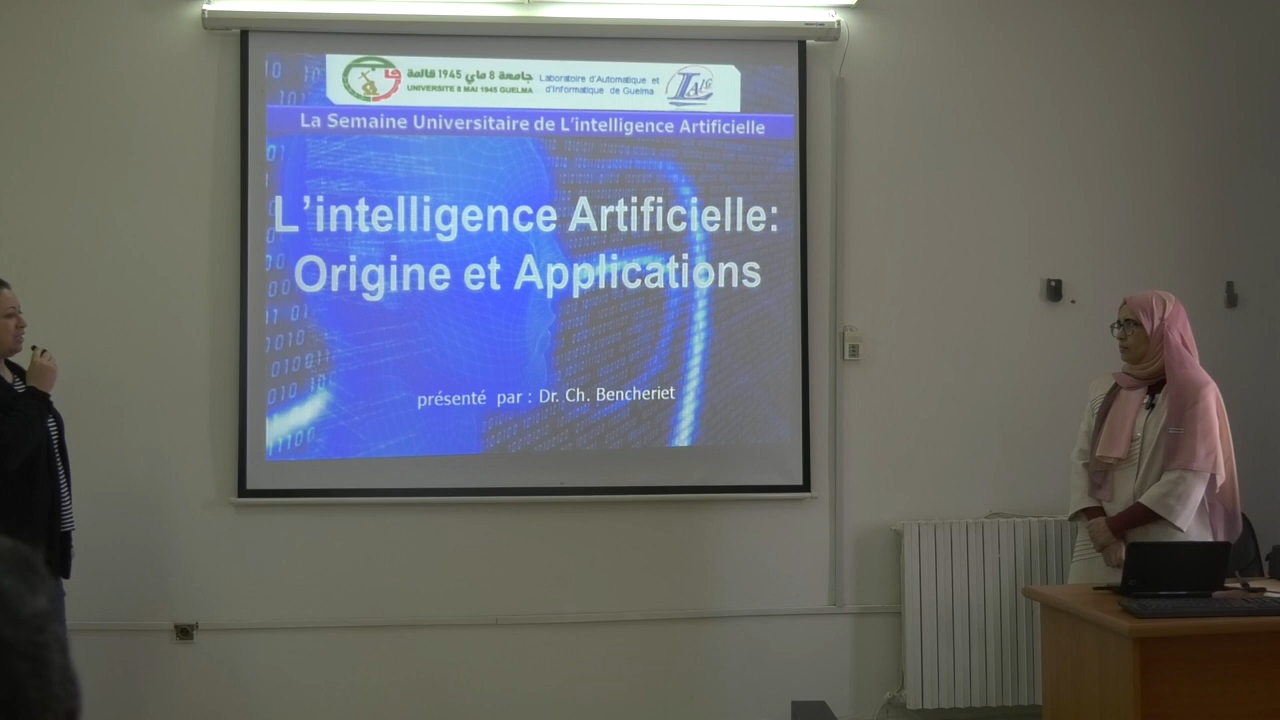 جامعة 8 ماي 1945 قالمة
UNIVERSITE 8 MAI 1945 GUELMA
Laboratoire d'Automatique et
d'Informatique de Guelma
LAIG
La Semaine Universitaire de L'intelligence Artificielle
L'intelligence Artificielle:
Origine et Applications
présenté par : Dr. Ch. Bencheriet